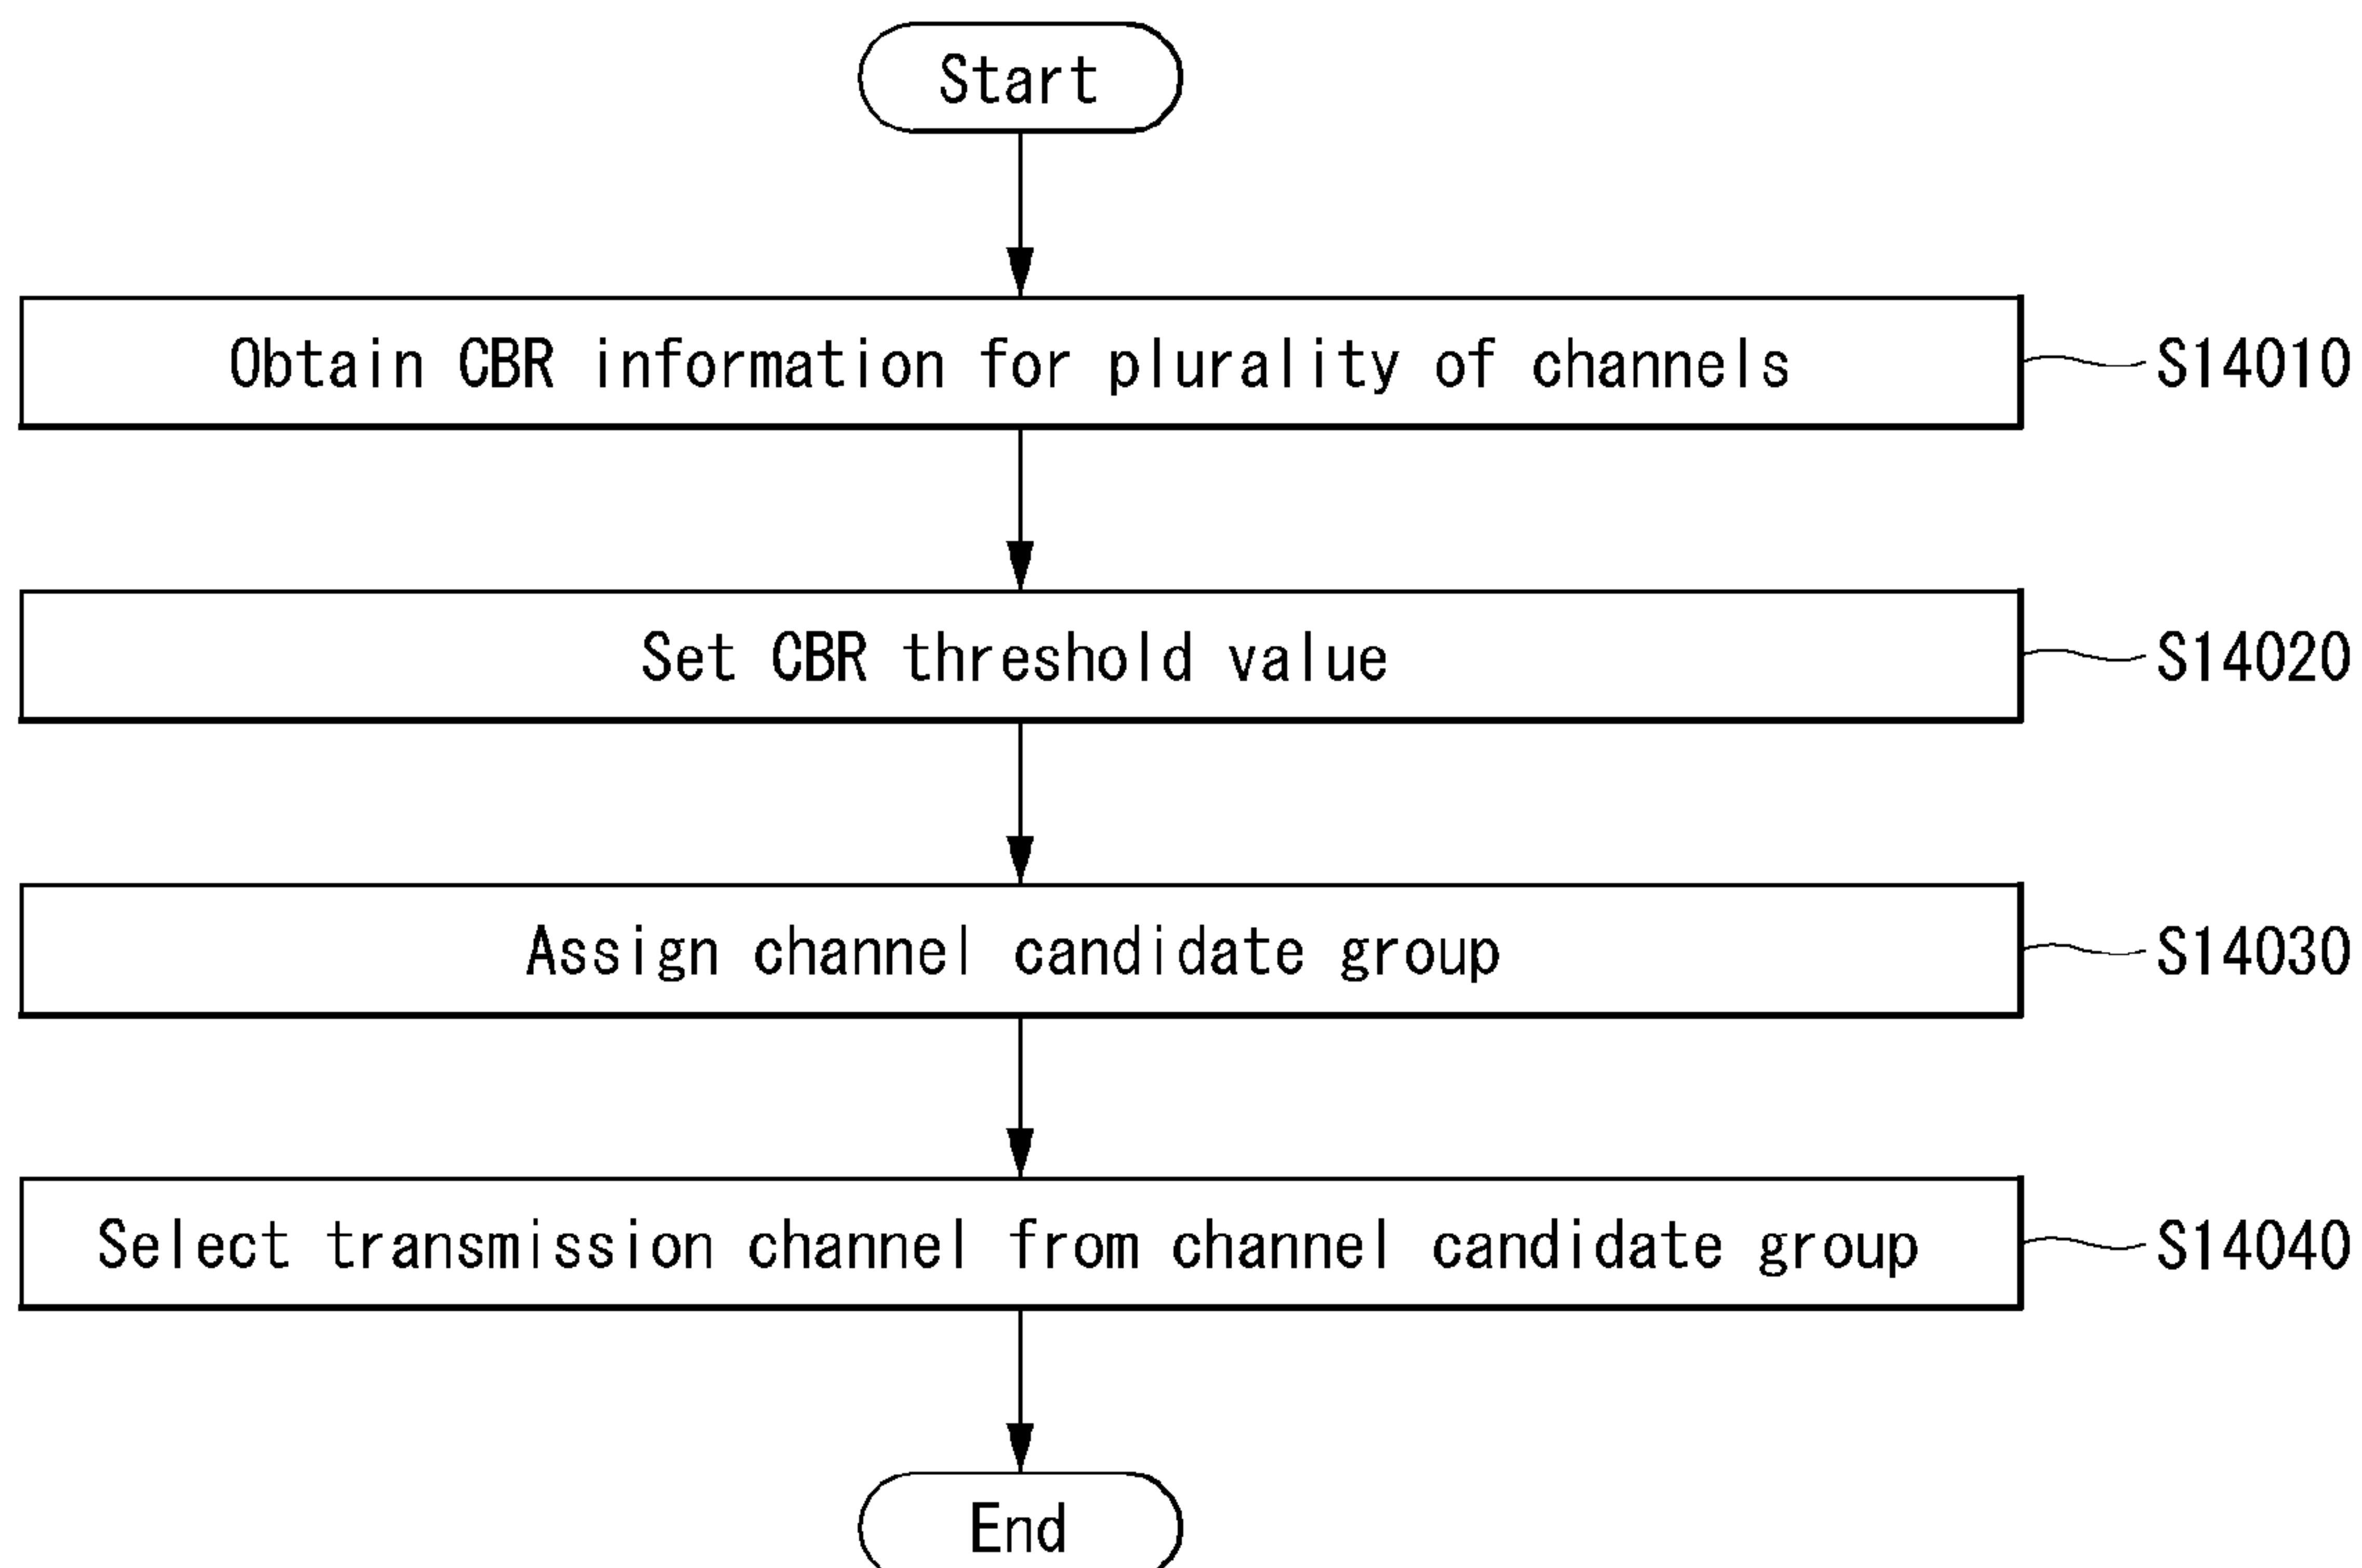 Start
Obtain CBR information for plurality of channels
S14010
Set CBR threshold value
S14020
Assign channel candidate group
S14030
Select transmission channel from channel candidate group
S14040
End